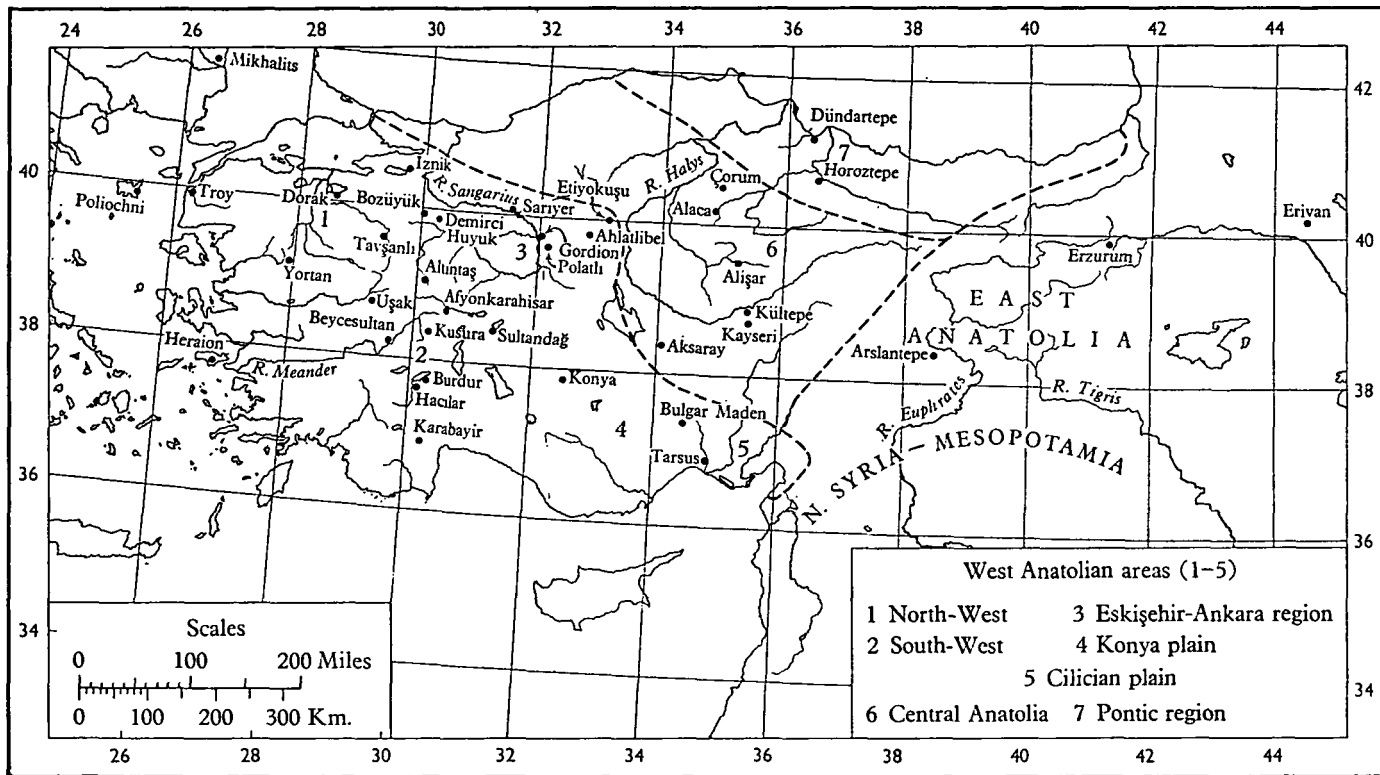 24 26 28 29 30 32 34 36 38 40 42 44
Mikhalits
42
Dündartepe
7
İznik
R. Halys
Çorum
Horoztepe
40
Etiyokuşu
R. Sangarius
Sarıyer
Troy
Dorak
Bozüyük
Poliochni
1
Demirci
Huyuk
Alaca
Erivan
Tavşanlı
3
Ahlatlibel
Gordion
Polatlı
6
40
Erzurum
Yortan
Altıntaş
Alişar
EAST
ANATOLIA
Uşak
Afyonkarahisar
38
Beycesultan
Kusura
Sultandağ
Kültepe
Kayseri
Heraion
Aksaray
Arslantepe
R. Meander
2
Burdur
Hacılar
Konya
38
R. Euphrates
R. Tigris
Karabayir
4
Bulgar Maden
36
Tarsus
5
N. SYRIA – MESOPOTAMIA
36
West Anatolian areas (1–5)
1 North-West 3 Eskişehir-Ankara region
2 South-West 4 Konya plain
5 Cilician plain
6 Central Anatolia 7 Pontic region
34
34
Scales
0 100 200 Miles
0 100 200 300 Km.
26 28 30 32 34 36 38 40 42 44